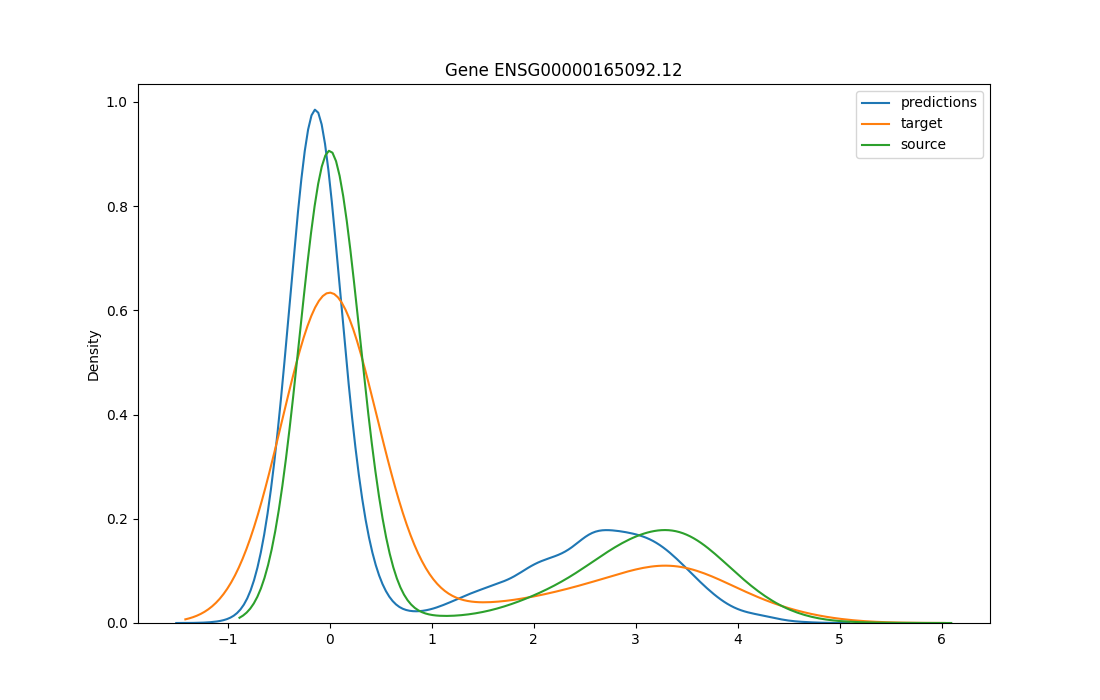 Gene ENSG00000165092.12
predictions
target
source
Density
1.0
0.8
0.6
0.4
0.2
0.0
−1 0 1 2 3 4 5 6